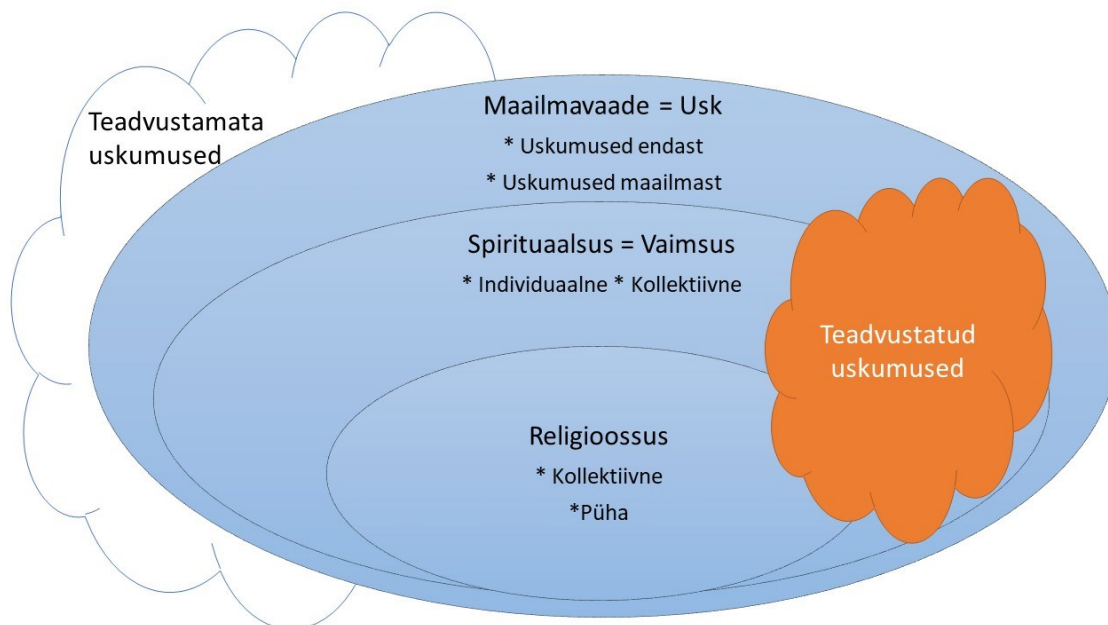 Teadvustamata
uskumused
Maailmavaade = Usk
* Uskumused endast
* Uskumused maailmast
Spirituaalsus = Vaimsus
* Individuaalne * Kollektiivne
Teadvustatud
uskumused
Religioossus
* Kollektiivne
*Püha